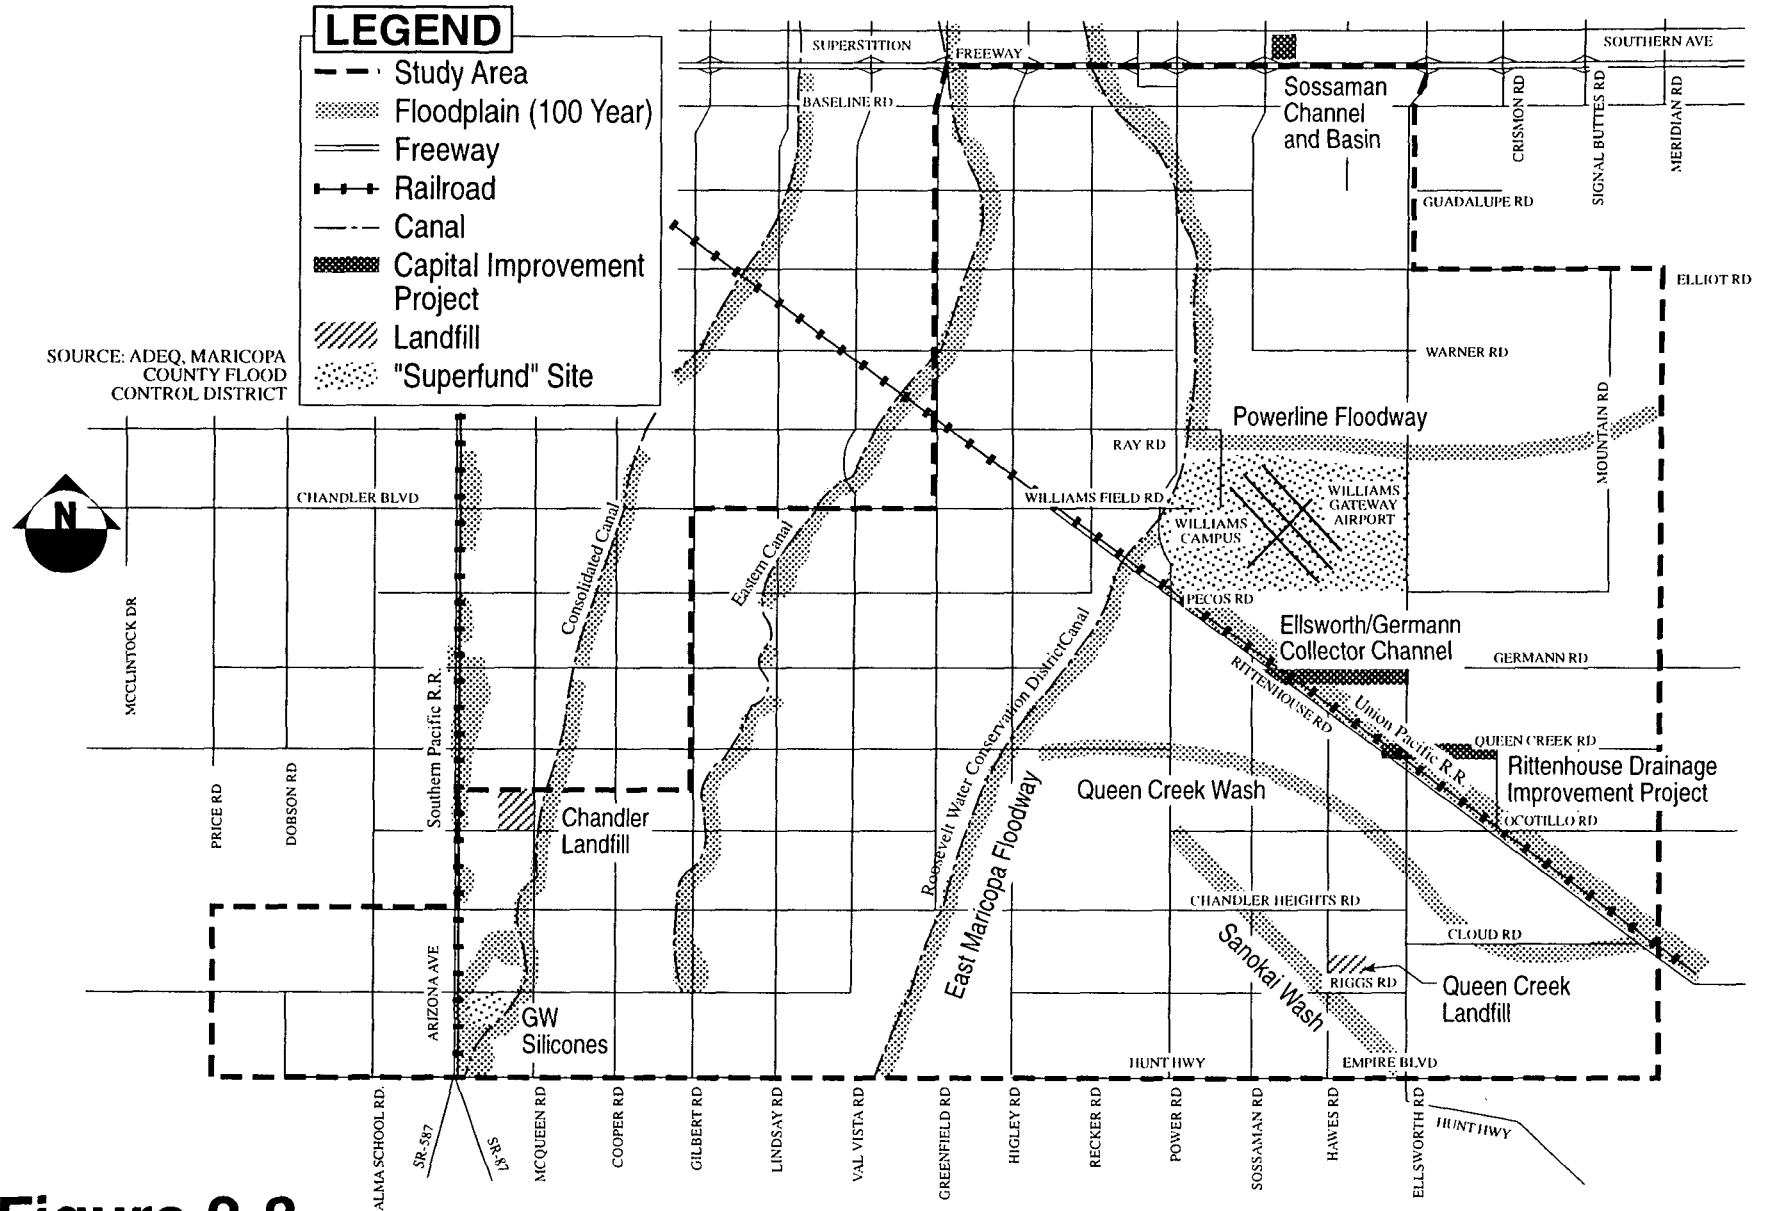 LEGEND
Study Area
Floodplain (100 Year)
Freeway
Railroad
Canal
Capital Improvement
Project
Landfill
"Superfund" Site
SOURCE: ADEQ, MARICOPA
COUNTY FLOOD
CONTROL DISTRICT
N
SUPERSTITION
FREEWAY
SOUTHERN AVE
BASELINE RD
Sossaman
Channel
and Basin
CRISMON RD
SIGNAL BUTTES RD
MERIDIAN RD
GUADALUPE RD
ELLIOT RD
WARNER RD
MOUNTAIN RD
Powerline Floodway
RAY RD
CHANDLER BLVD
WILLIAMS FIELD RD
WILLIAMS
CAMPUS
WILLIAMS
GATEWAY
AIRPORT
Consolidated Canal
Eastern Canal
PECOS RD
Ellsworth/Germann
Collector Channel
GERMANN RD
RITTENHOUSE RD
Union Pacific R.R.
QUEEN CREEK RD
Rittenhouse Drainage
Improvement Project
OCOTILLO RD
MCCLINTOCK DR
PRICE RD
DOBSON RD
Southern Pacific R.R.
Chandler
Landfill
Roosevelt Water Conservation District Canal
East Maricopa Floodway
Queen Creek Wash
CHANDLER HEIGHTS RD
CLOUD RD
Sanokai Wash
RIGGS RD
Queen Creek
Landfill
ARIZONA AVE
GW
Silicones
HUNT HWY
EMPIRE BLVD
ALMA SCHOOL RD.
SR-587
SR-87
MCQUEEN RD
COOPER RD
GILBERT RD
LINDSAY RD
VAL VISTA RD
GREENFIELD RD
HIGLEY RD
RECKER RD
POWER RD
SOSSAMAN RD
HAWES RD
ELLSWORTH RD
HUNT HWY